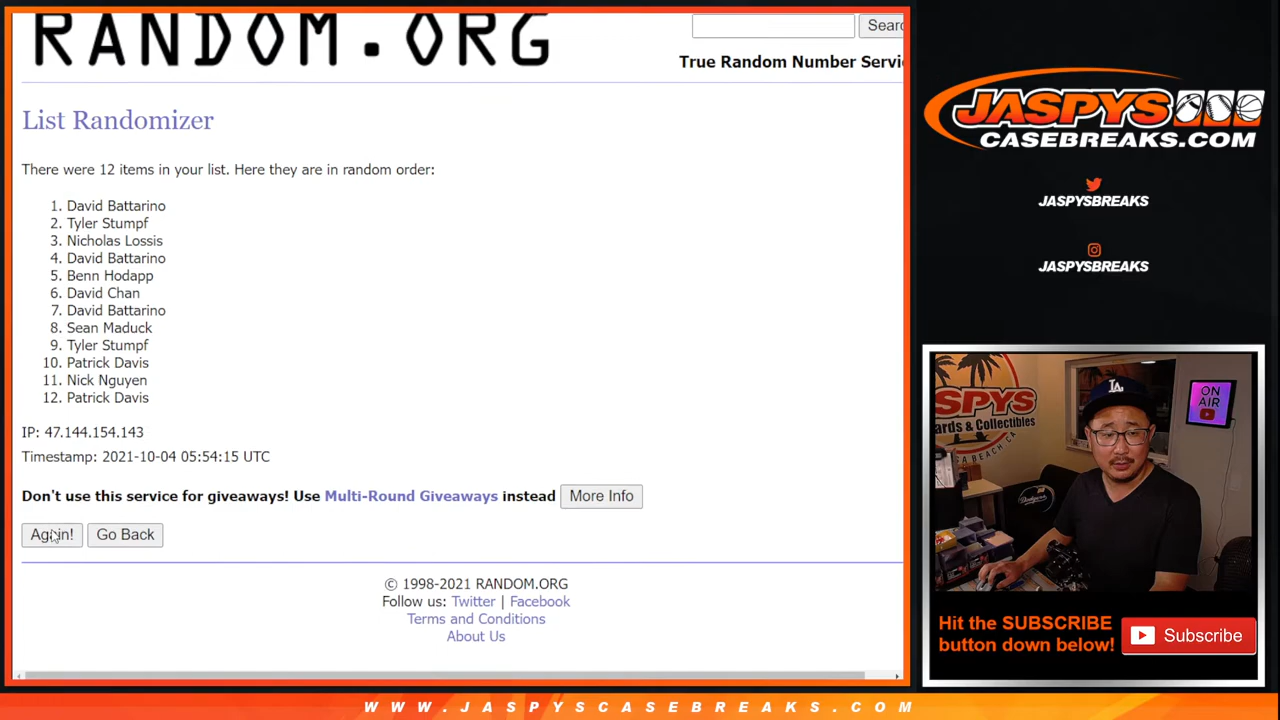 RANDOM.ORG
Searc
True Random Number Servi
List Randomizer
There were 12 items in your list. Here they are in random order:
1. David Battarino
2. Tyler Stumpf
3. Nicholas Lossis
4. David Battarino
5. Benn Hodapp
6. David Chan
7. David Battarino
8. Sean Maduck
9. Tyler Stumpf
10. Patrick Davis
11. Nick Nguyen
12. Patrick Davis
IP: 47.144.154.143
Timestamp: 2021-10-04 05:54:15 UTC
Don't use this service for giveaways! Use Multi-Round Giveaways instead More Info
Again! Go Back
© 1998-2021 RANDOM.ORG
Follow us: Twitter | Facebook
Terms and Conditions
About Us
JASPYS
CASEBREAKS.COM
JASPYSBREAKS
JASPYSBREAKS
ON
AIR
LA
Dodgers
Hit the SUBSCRIBE
button down below!
Subscribe
WWW.JASPYSCASEBREAKS.COM